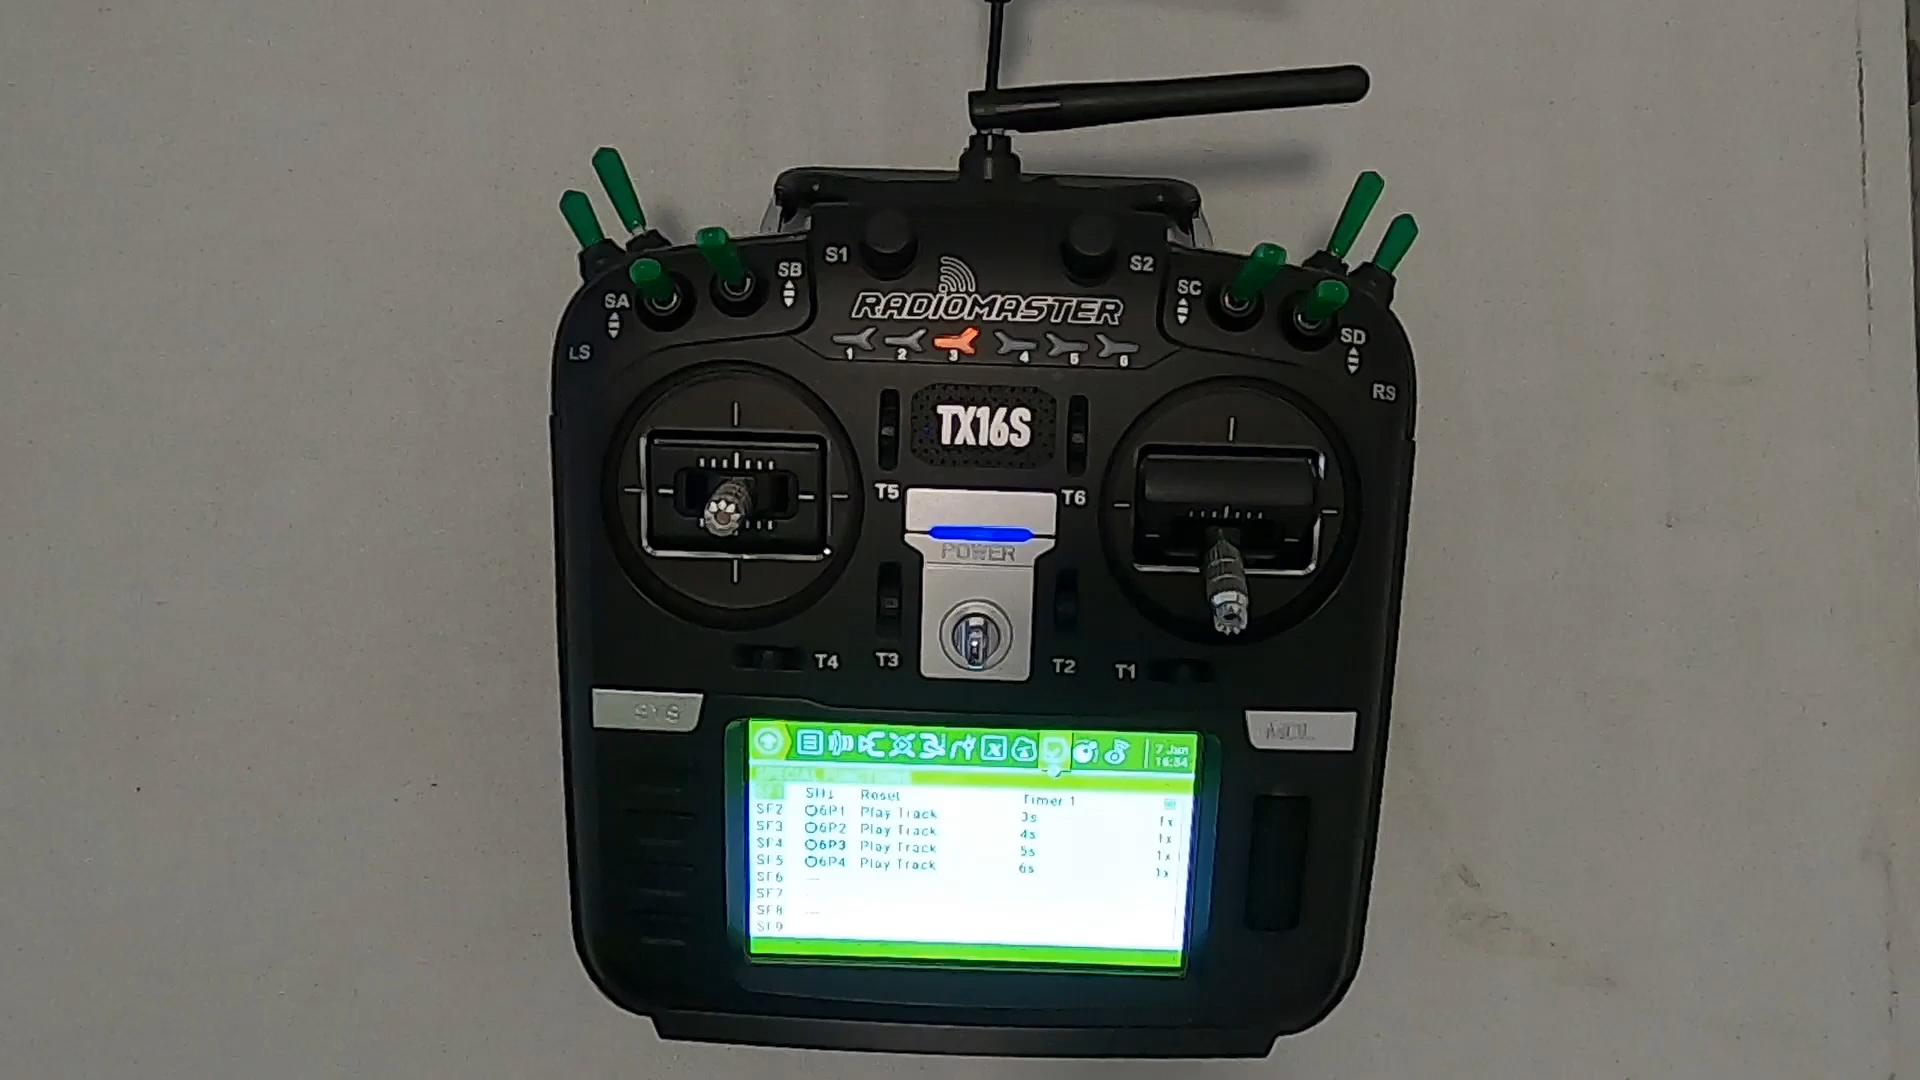 S1
S2
SB
SC
SA
SD
LS
RS
RADIOMASTER
1 2 3 4 5 6
TX16S
T5
T6
POWER
T4
T3
T2
T1
SYS
MDL
7 Jan
16:54
SPECIAL FUNCTIONS
SF1 SH↓ Reset Timer 1
SF2 6P1 Play Track 3s 1x
SF3 6P2 Play Track 4s 1x
SF4 6P3 Play Track 5s 1x
SF5 6P4 Play Track 6s 1x
SF6 ---
SF7
SF8 ---
SF9